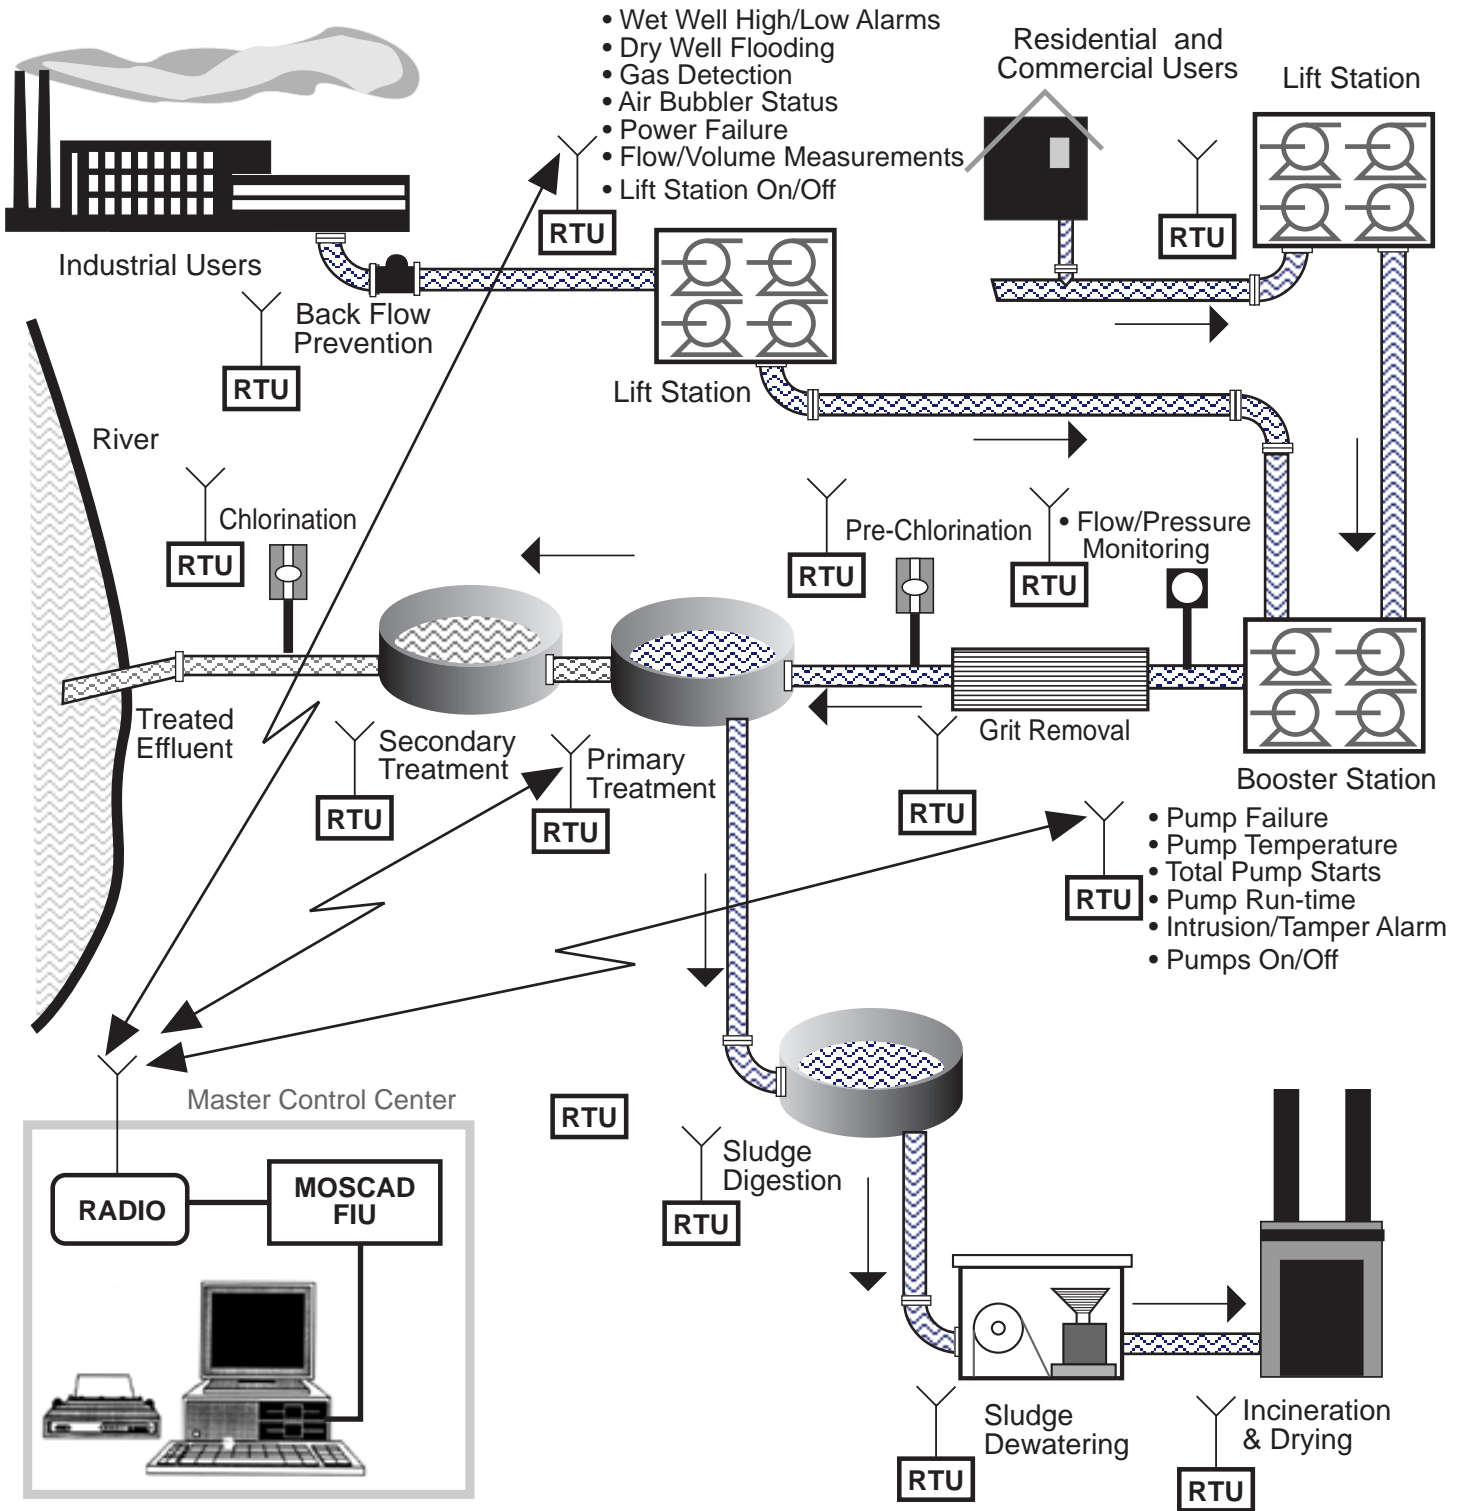 • Wet Well High/Low Alarms
• Dry Well Flooding
• Gas Detection
• Air Bubbler Status
• Power Failure
• Flow/Volume Measurements
• Lift Station On/Off
RTU
Residential and
Commercial Users
Lift Station
RTU
Industrial Users
Back Flow
Prevention
RTU
Lift Station
River
Chlorination
RTU
Pre-Chlorination
RTU
• Flow/Pressure
Monitoring
RTU
Treated
Effluent
Secondary
Treatment
RTU
Primary
Treatment
RTU
Grit Removal
RTU
Booster Station
• Pump Failure
• Pump Temperature
• Total Pump Starts
• Pump Run-time
• Intrusion/Tamper Alarm
• Pumps On/Off
RTU
Master Control Center
RADIO
MOSCAD
FIU
RTU
Sludge
Digestion
RTU
Sludge
Dewatering
RTU
Incineration
& Drying
RTU